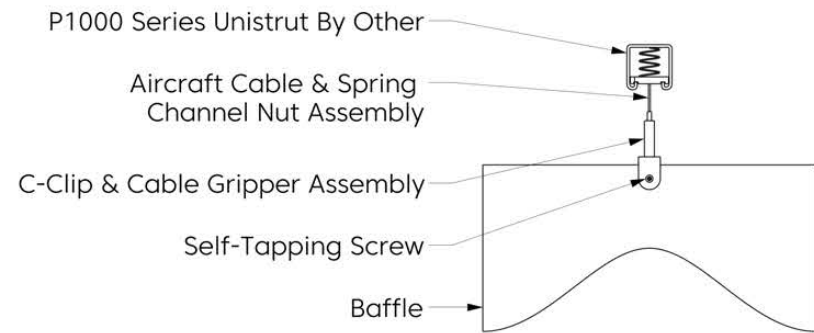 P1000 Series Unistrut By Other
Aircraft Cable & Spring
Channel Nut Assembly
C-Clip & Cable Gripper Assembly
Self-Tapping Screw
Baffle